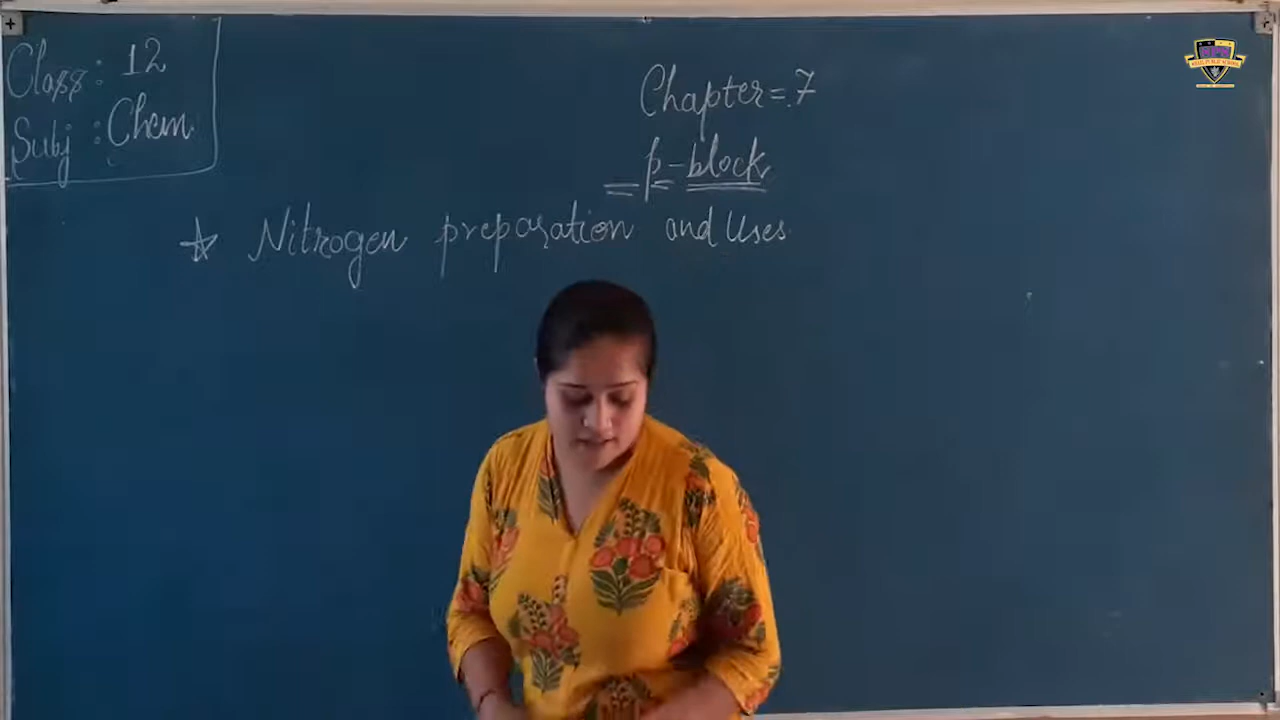 Class : 12
Subj : Chem
Chapter = 7
p-block
Nitrogen preparation and Uses